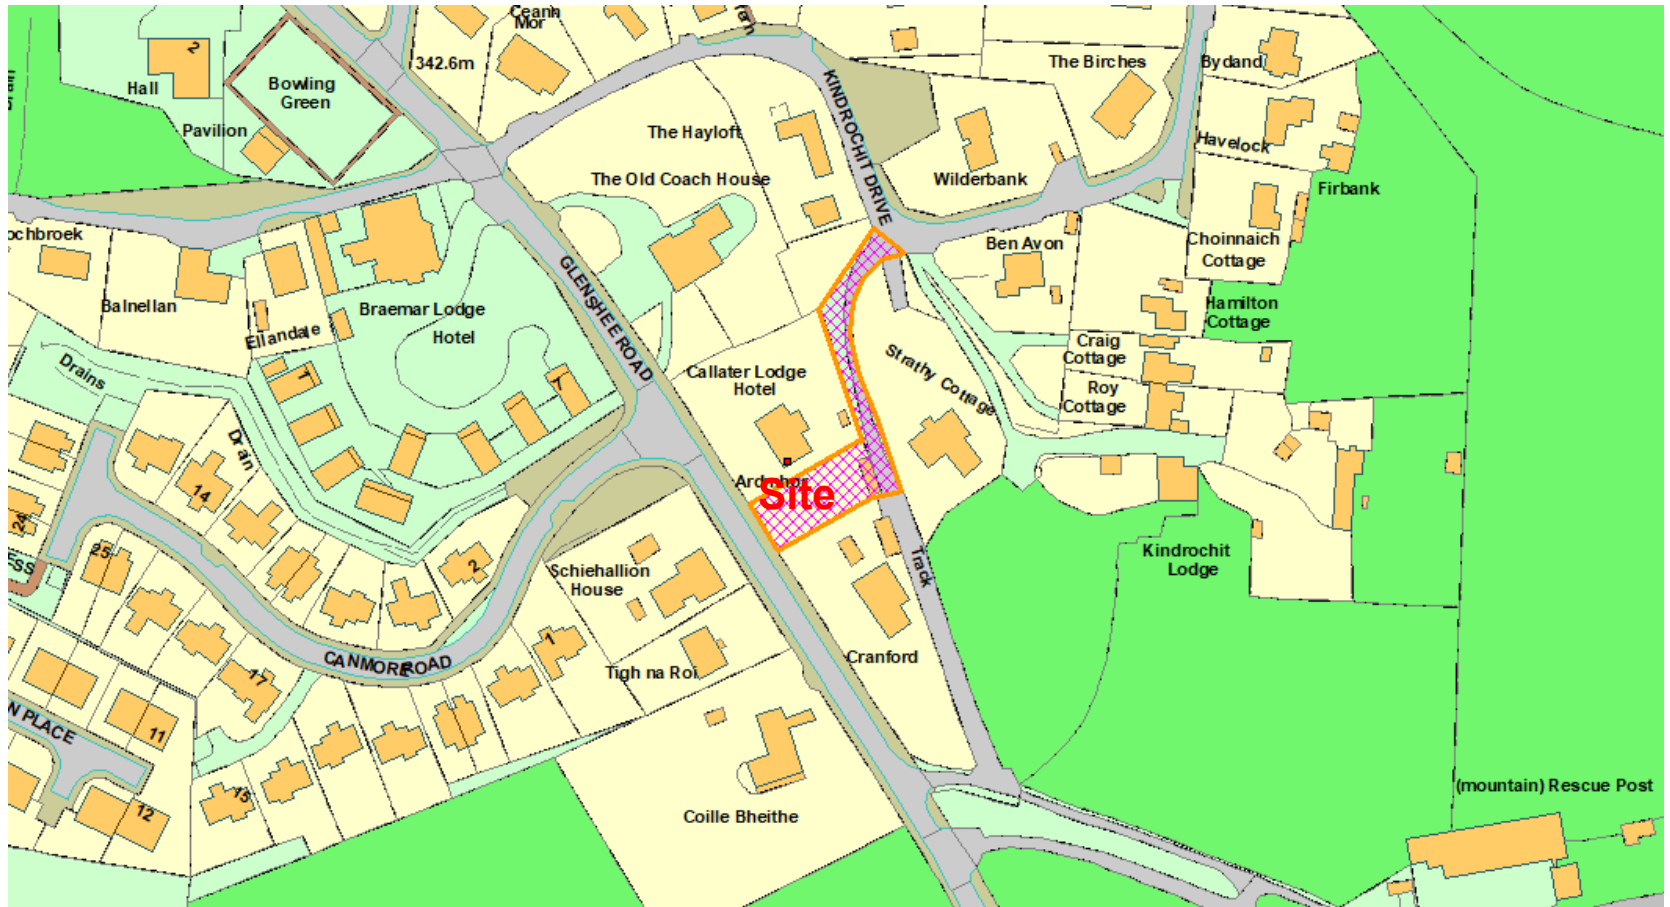 Ceann
Mor
2
342.6m
The Birches
Bydand
Hall
Bowling
Green
Pavilion
The Hayloft
KINDROCHIT DRIVE
Havelock
The Old Coach House
Wilderbank
Firbank
Ben Avon
Choinnaich
Cottage
Balnellan
Braemar Lodge
Hotel
Ellandale
GLENSHEE ROAD
Hamilton
Cottage
Craig
Cottage
Strathy Cottage
Drains
1
7
Callater Lodge
Hotel
Roy
Cottage
Drain
14
24
Site
25
2
Track
Kindrochit
Lodge
Schiehallion
House
1
CANMORE ROAD
Tigh na Roi
Cranford
17
N PLACE
11
15
12
Coille Bheithe
(mountain) Rescue Post